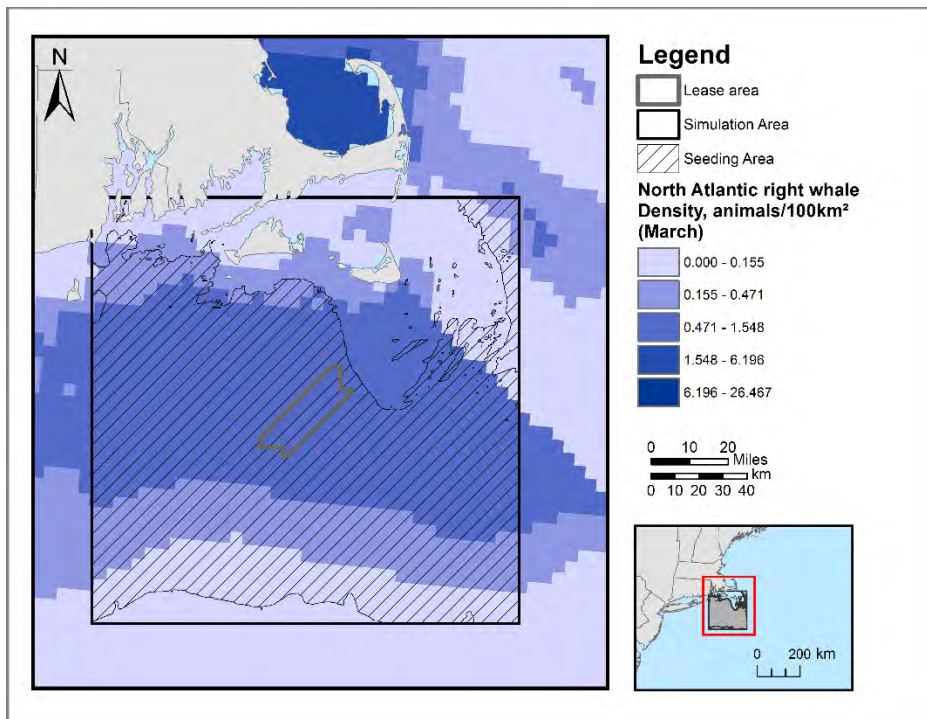 N
Legend
Lease area
Simulation Area
Seeding Area
North Atlantic right whale
Density, animals/100km²
(March)
0.000 - 0.155
0.155 - 0.471
0.471 - 1.548
1.548 - 6.196
6.196 - 26.467
0 10 20
Miles
km
0 10 20 30 40
0 200 km